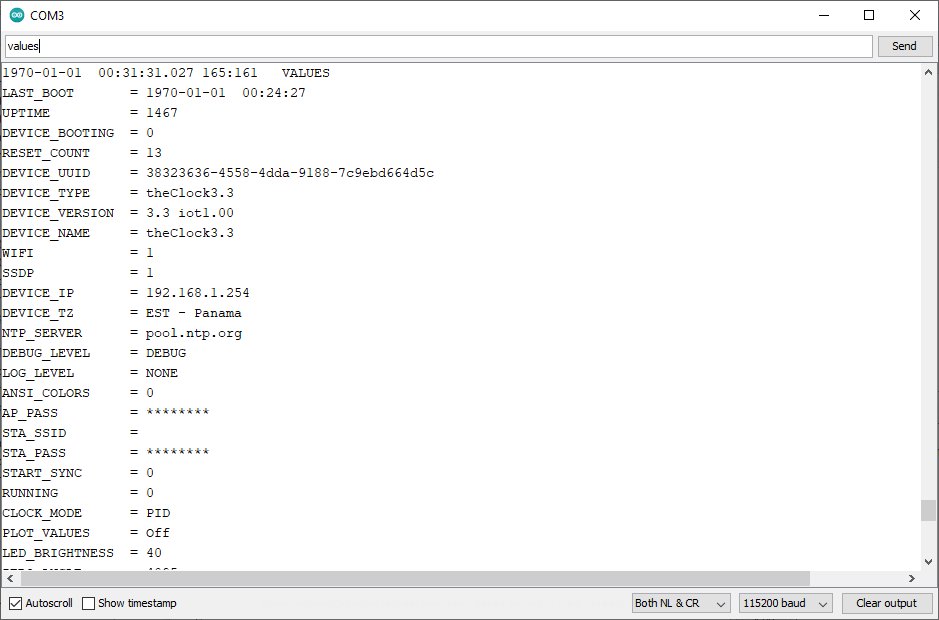 COM3
values
Send
1970-01-01  00:31:31.027 165:161   VALUES
LAST_BOOT       = 1970-01-01  00:24:27
UPTIME          = 1467
DEVICE_BOOTING  = 0
RESET_COUNT     = 13
DEVICE_UUID     = 38323636-4558-4dda-9188-7c9ebd664d5c
DEVICE_TYPE     = theClock3.3
DEVICE_VERSION  = 3.3 iot1.00
DEVICE_NAME     = theClock3.3
WIFI            = 1
SSDP            = 1
DEVICE_IP       = 192.168.1.254
DEVICE_TZ       = EST - Panama
NTP_SERVER      = pool.ntp.org
DEBUG_LEVEL     = DEBUG
LOG_LEVEL       = NONE
ANSI_COLORS     = 0
AP_PASS         = ********
STA_SSID        =
STA_PASS        = ********
START_SYNC      = 0
RUNNING         = 0
CLOCK_MODE      = PID
PLOT_VALUES     = Off
LED_BRIGHTNESS  = 40
Autoscroll Show timestamp Both NL & CR 115200 baud Clear output